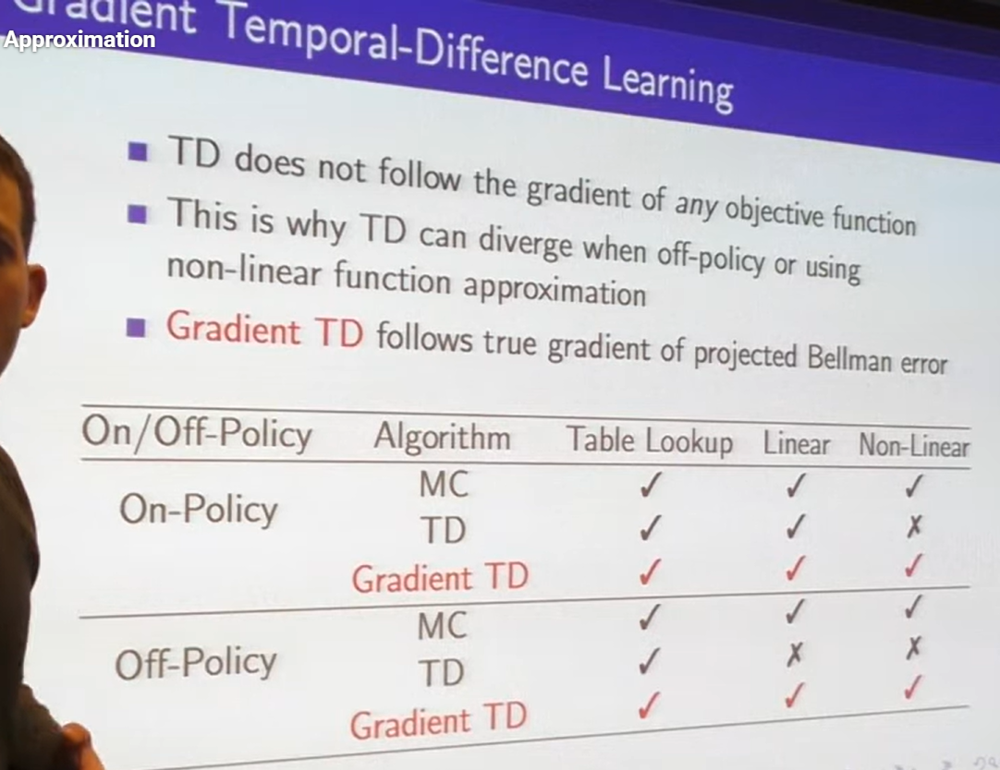 Gradient Temporal-Difference Learning
Approximation
TD does not follow the gradient of any objective function
This is why TD can diverge when off-policy or using
non-linear function approximation
Gradient TD follows true gradient of projected Bellman error
On/Off-Policy Algorithm Table Lookup Linear Non-Linear
MC ✓ ✓ ✓
On-Policy
TD ✓ ✓ ✗
Gradient TD ✓ ✓ ✓
MC ✓ ✓ ✓
Off-Policy
TD ✓ ✗ ✗
Gradient TD ✓ ✓ ✓